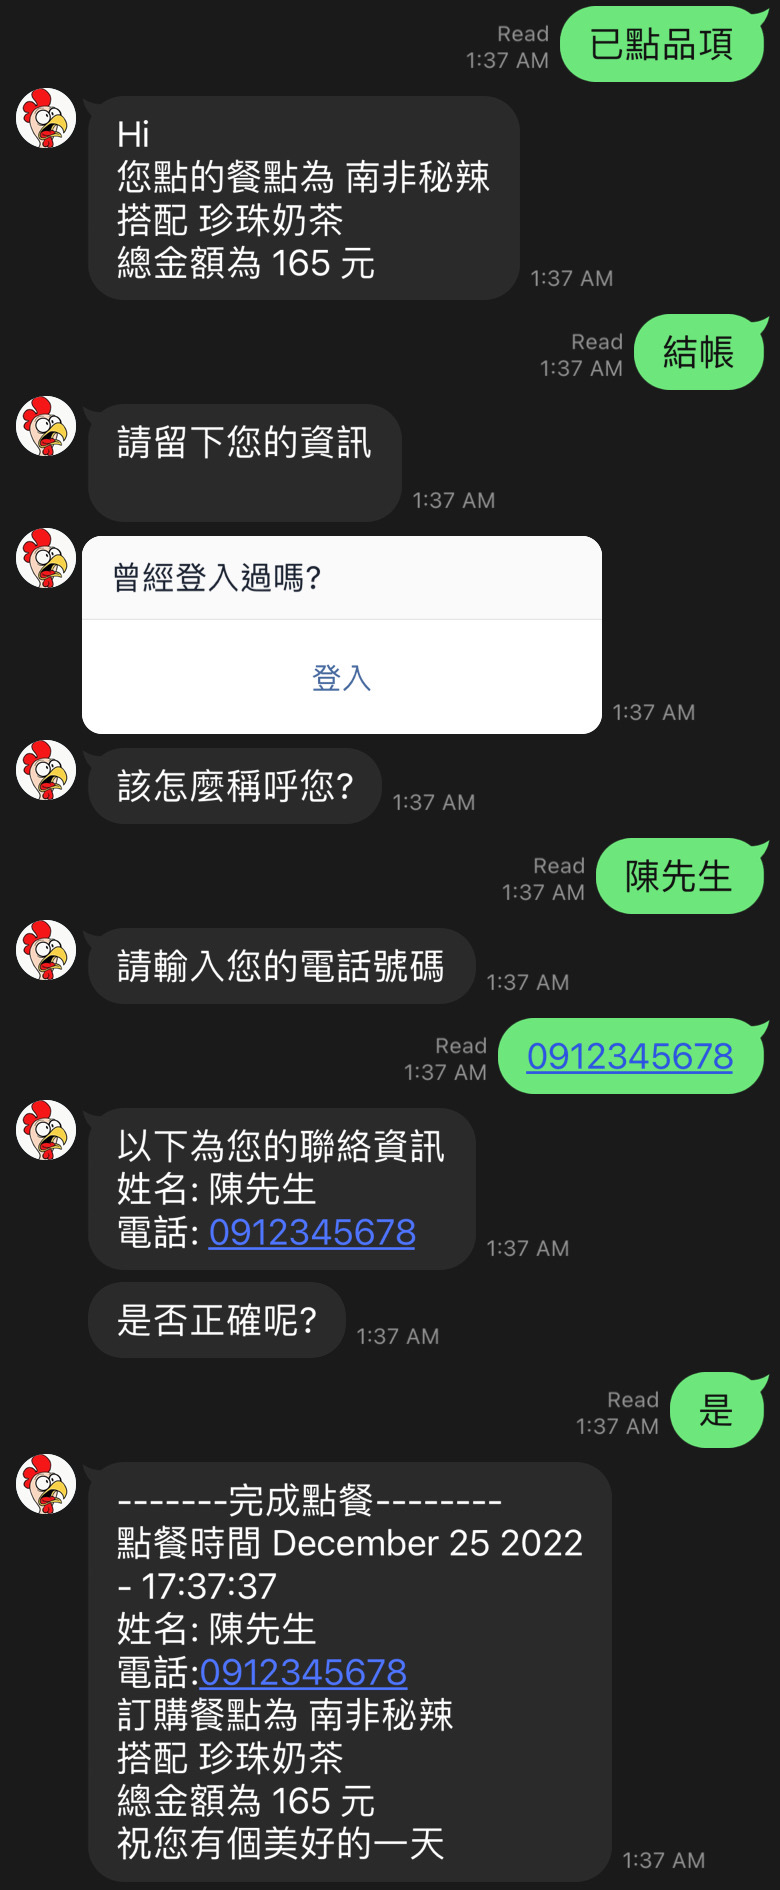 已點品項
Read
1:37 AM
Hi
您點的餐點為 南非秘辣
搭配 珍珠奶茶
總金額為 165 元
1:37 AM
結帳
Read
1:37 AM
請留下您的資訊
1:37 AM
曾經登入過嗎?
登入
1:37 AM
該怎麼稱呼您?
1:37 AM
陳先生
Read
1:37 AM
請輸入您的電話號碼
1:37 AM
0912345678
Read
1:37 AM
以下為您的聯絡資訊
姓名: 陳先生
電話: 0912345678
1:37 AM
是否正確呢?
1:37 AM
是
Read
1:37 AM
-------完成點餐--------
點餐時間 December 25 2022
- 17:37:37
姓名: 陳先生
電話:0912345678
訂購餐點為 南非秘辣
搭配 珍珠奶茶
總金額為 165 元
祝您有個美好的一天
1:37 AM